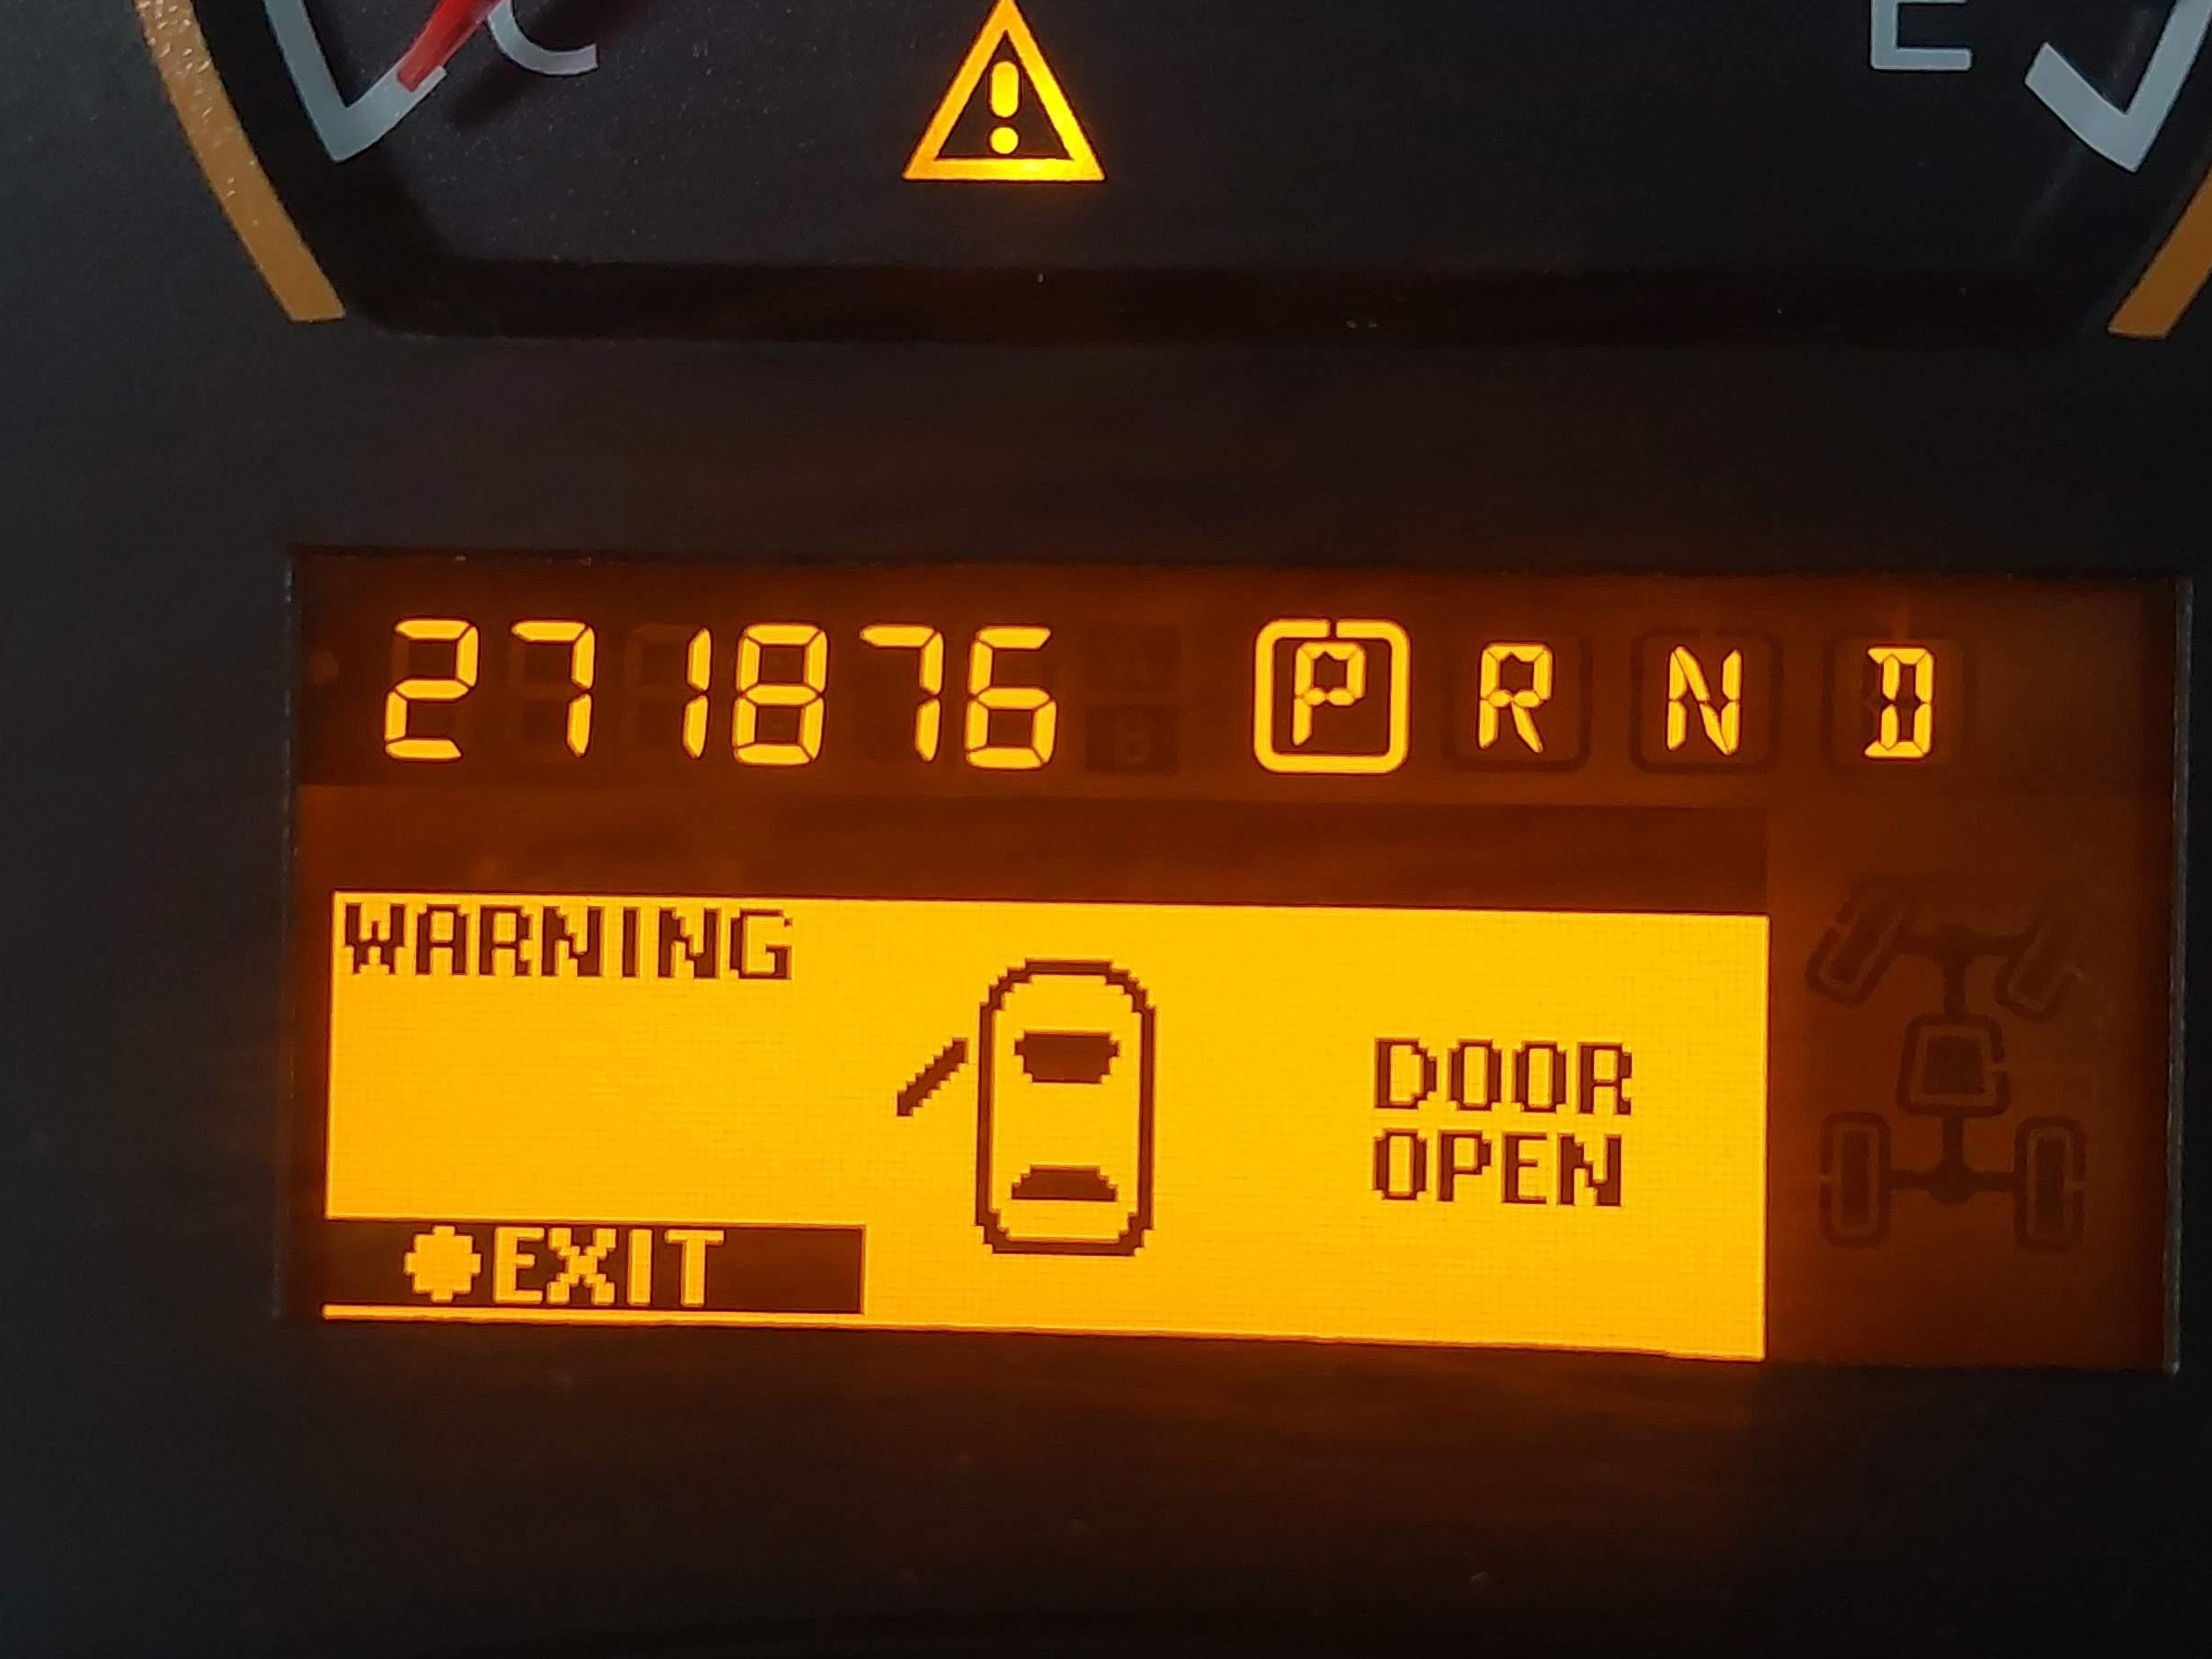 C
E
271876 P R N D
WARNING
DOOR
OPEN
EXIT